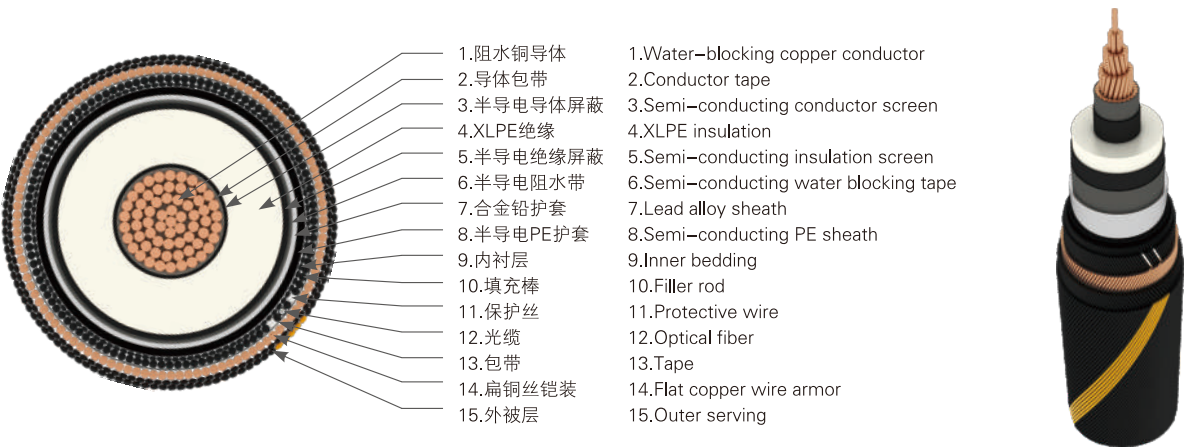 1.阻水铜导体 1.Water-blocking copper conductor
2.导体包带 2.Conductor tape
3.半导电导体屏蔽 3.Semi-conducting conductor screen
4.XLPE绝缘 4.XLPE insulation
5.半导电绝缘屏蔽 5.Semi-conducting insulation screen
6.半导电阻水带 6.Semi-conducting water blocking tape
7.合金铅护套 7.Lead alloy sheath
8.半导电PE护套 8.Semi-conducting PE sheath
9.内衬层 9.Inner bedding
10.填充棒 10.Filler rod
11.保护丝 11.Protective wire
12.光缆 12.Optical fiber
13.包带 13.Tape
14.扁铜丝铠装 14.Flat copper wire armor
15.外被层 15.Outer serving